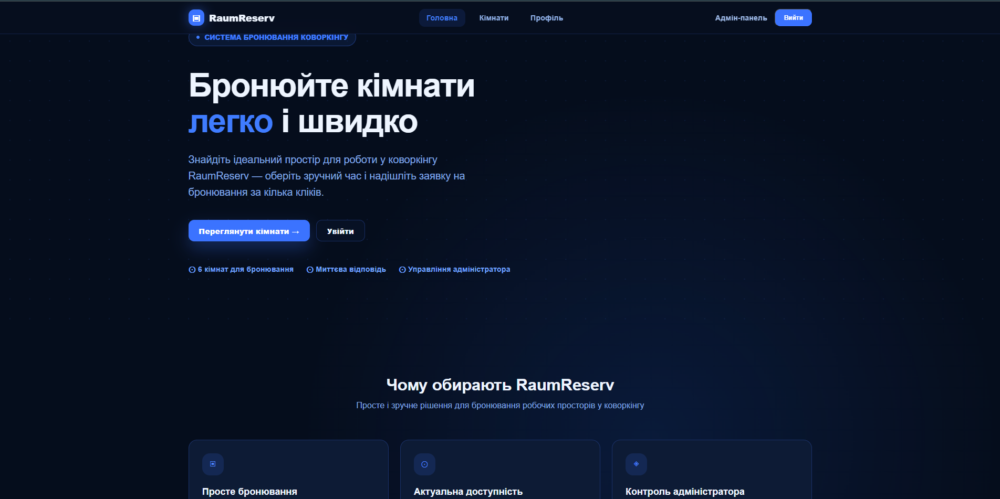 RaumReserv
Головна
Кімнати
Профіль
Адмін-панель
Вийти
СИСТЕМА БРОНЮВАННЯ КОВОРКІНГУ
Бронюйте кімнати
легко і швидко
Знайдіть ідеальний простір для роботи у коворкінгу
RaumReserv — оберіть зручний час і надішліть заявку на
бронювання за кілька кліків.
Переглянути кімнати →
Увійти
6 кімнат для бронювання
Миттєва відповідь
Управління адміністратора
Чому обирають RaumReserv
Просте і зручне рішення для бронювання робочих просторів у коворкінгу
Просте бронювання
Актуальна доступність
Контроль адміністратора